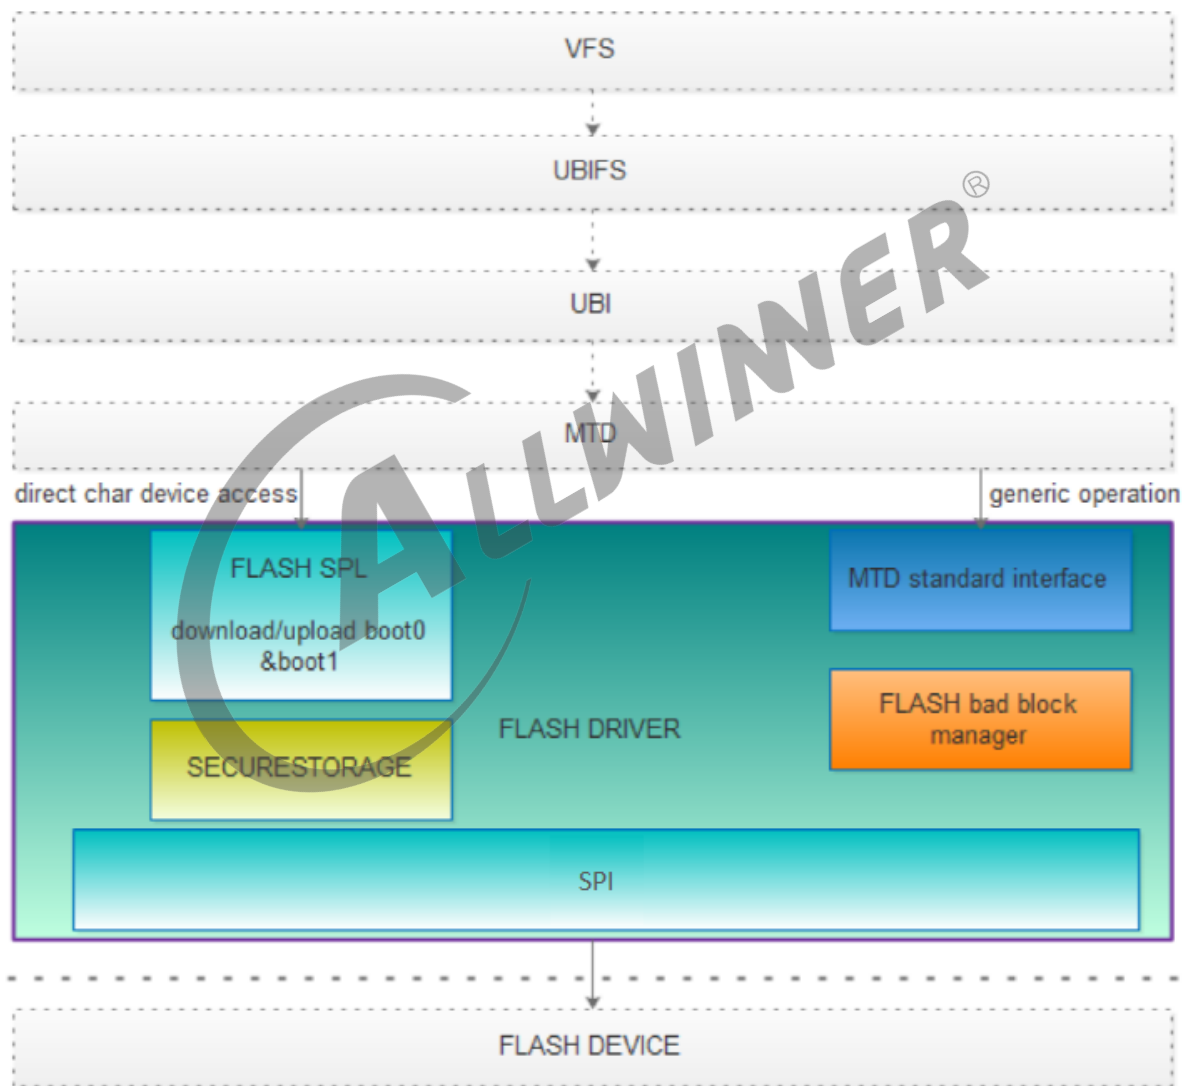 VFS
UBIFS
UBI
MTD
direct char device access
generic operation
FLASH SPL
download/upload boot0
&boot1
MTD standard interface
FLASH bad block
manager
FLASH DRIVER
SECURESTORAGE
SPI
FLASH DEVICE
ALLWINNER®